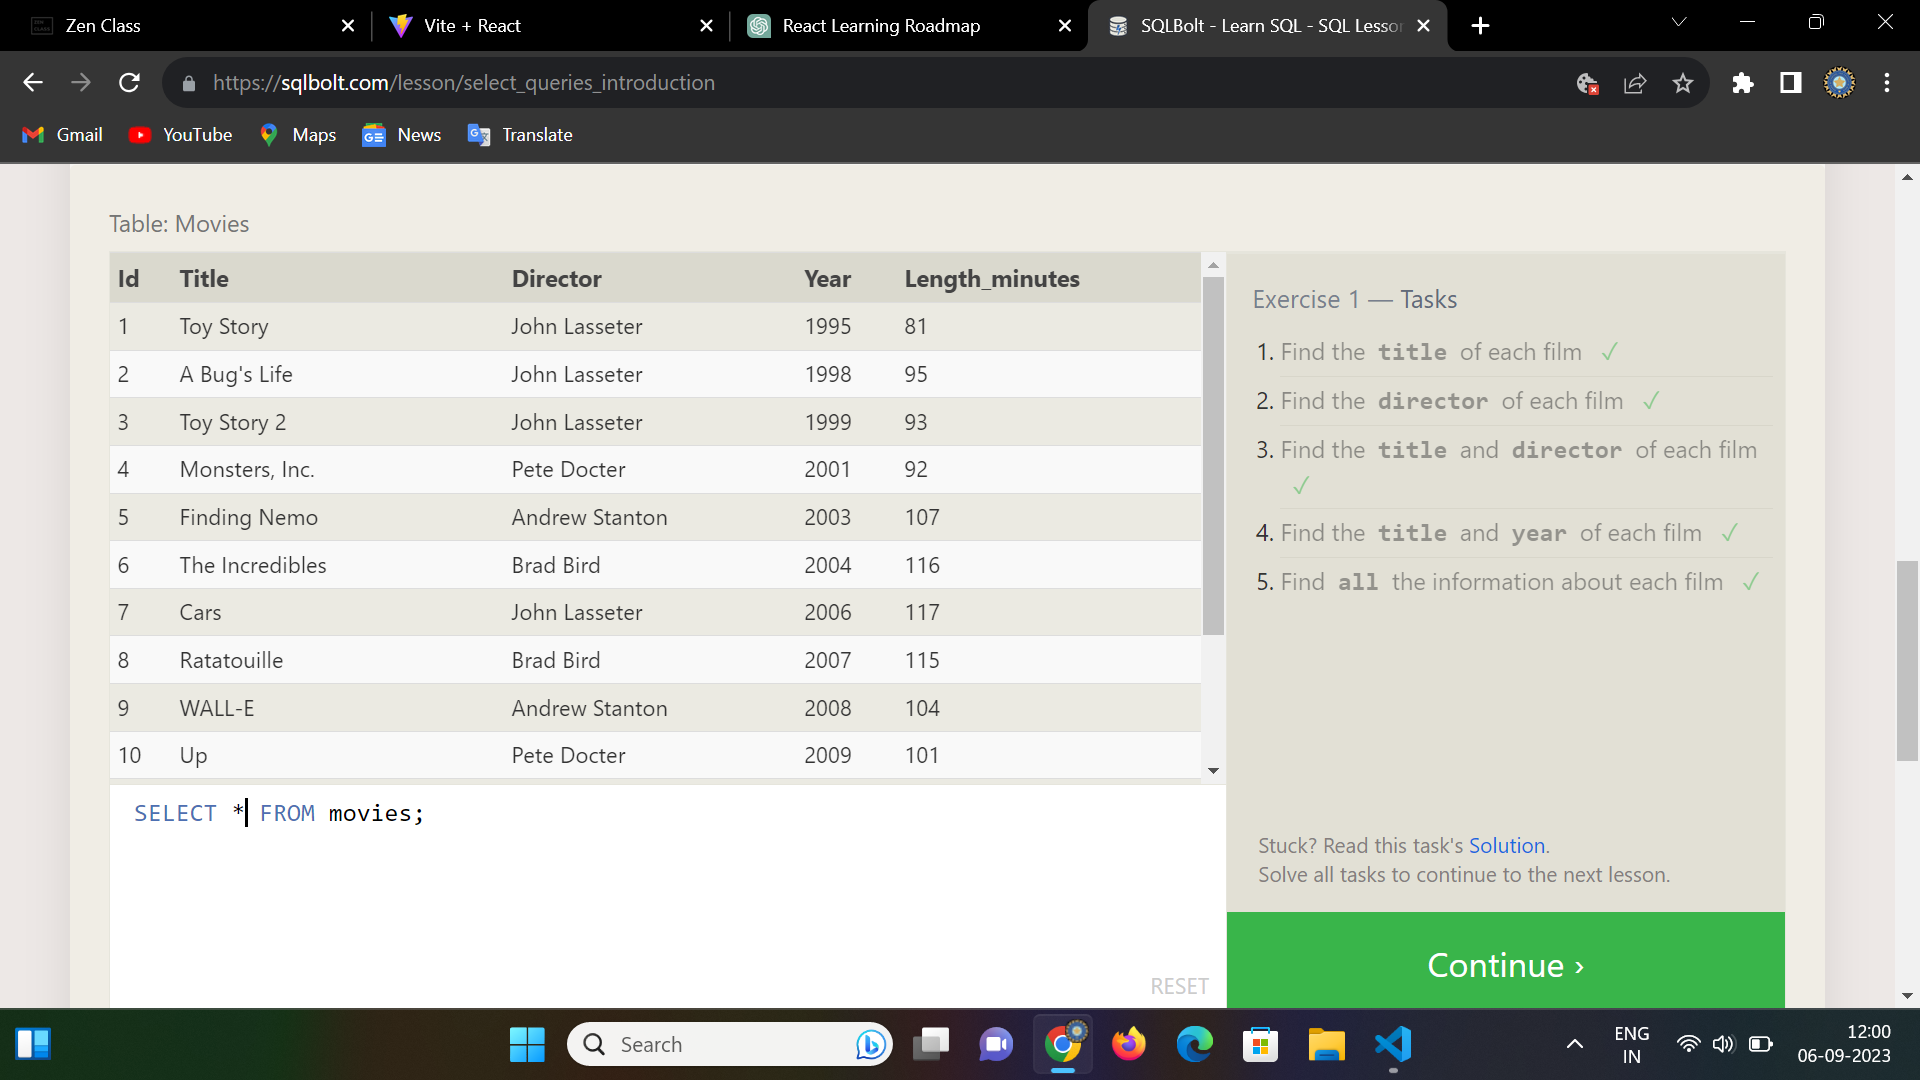 Zen Class
Vite + React
React Learning Roadmap
SQLBolt - Learn SQL - SQL Lesson
https://sqlbolt.com/lesson/select_queries_introduction
Gmail YouTube Maps News Translate
Table: Movies
Id Title Director Year Length_minutes
1 Toy Story John Lasseter 1995 81
2 A Bug's Life John Lasseter 1998 95
3 Toy Story 2 John Lasseter 1999 93
4 Monsters, Inc. Pete Docter 2001 92
5 Finding Nemo Andrew Stanton 2003 107
6 The Incredibles Brad Bird 2004 116
7 Cars John Lasseter 2006 117
8 Ratatouille Brad Bird 2007 115
9 WALL-E Andrew Stanton 2008 104
10 Up Pete Docter 2009 101
SELECT * FROM movies;
RESET
Exercise 1 — Tasks
1. Find the title of each film ✓
2. Find the director of each film ✓
3. Find the title and director of each film
✓
4. Find the title and year of each film ✓
5. Find all the information about each film ✓
Stuck? Read this task's Solution.
Solve all tasks to continue to the next lesson.
Continue ›
Search
ENG
IN
12:00
06-09-2023